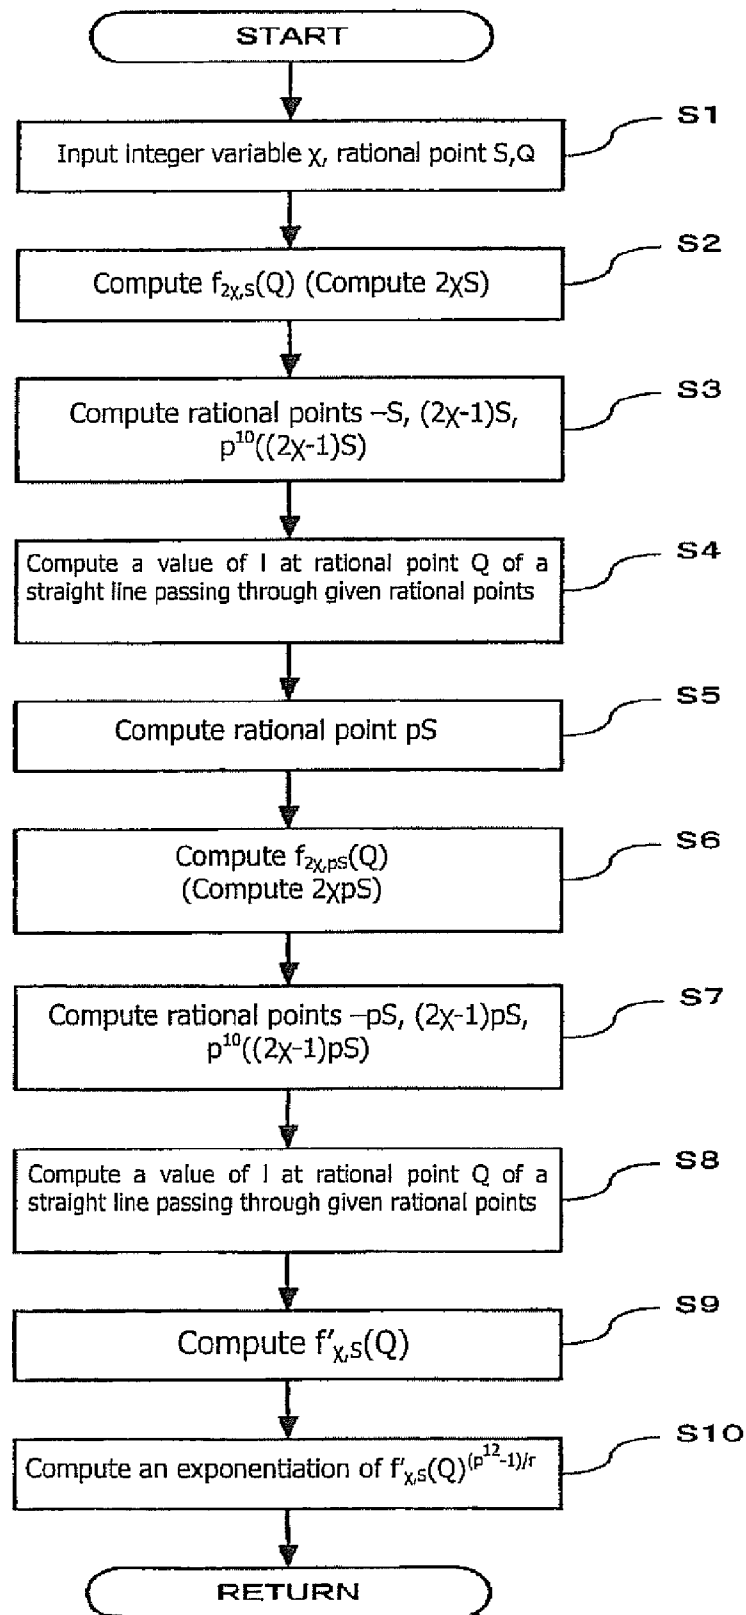 START
S1
Input integer variable χ, rational point S,Q
S2
Compute f₂χ,S(Q) (Compute 2χS)
S3
Compute rational points –S, (2χ-1)S,
p¹⁰((2χ-1)S)
S4
Compute a value of l at rational point Q of a
straight line passing through given rational points
S5
Compute rational point pS
S6
Compute f₂χ,pS(Q)
(Compute 2χpS)
S7
Compute rational points –pS, (2χ-1)pS,
p¹⁰((2χ-1)pS)
S8
Compute a value of l at rational point Q of a
straight line passing through given rational points
S9
Compute f'χ,S(Q)
S10
Compute an exponentiation of f'χ,S(Q)^(p¹²-1)/r
RETURN